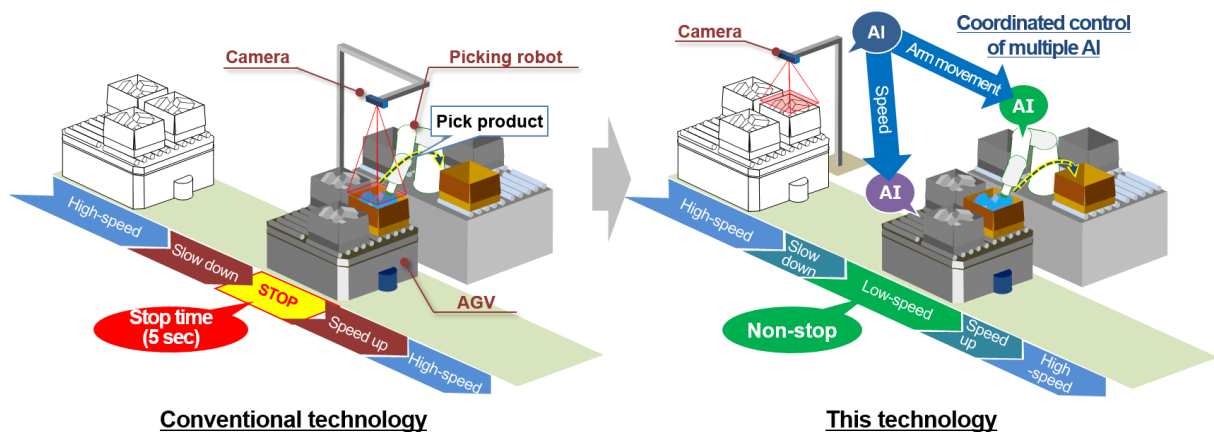 Camera
Picking robot
Pick product
High-speed
Slow down
STOP
Speed up
High-speed
Stop time
(5 sec)
AGV
Conventional technology
Camera
AI
Coordinated control
of multiple AI
Arm movement
Speed
AI
AI
High-speed
Slow
down
Low-speed
Speed
up
High
-speed
Non-stop
This technology